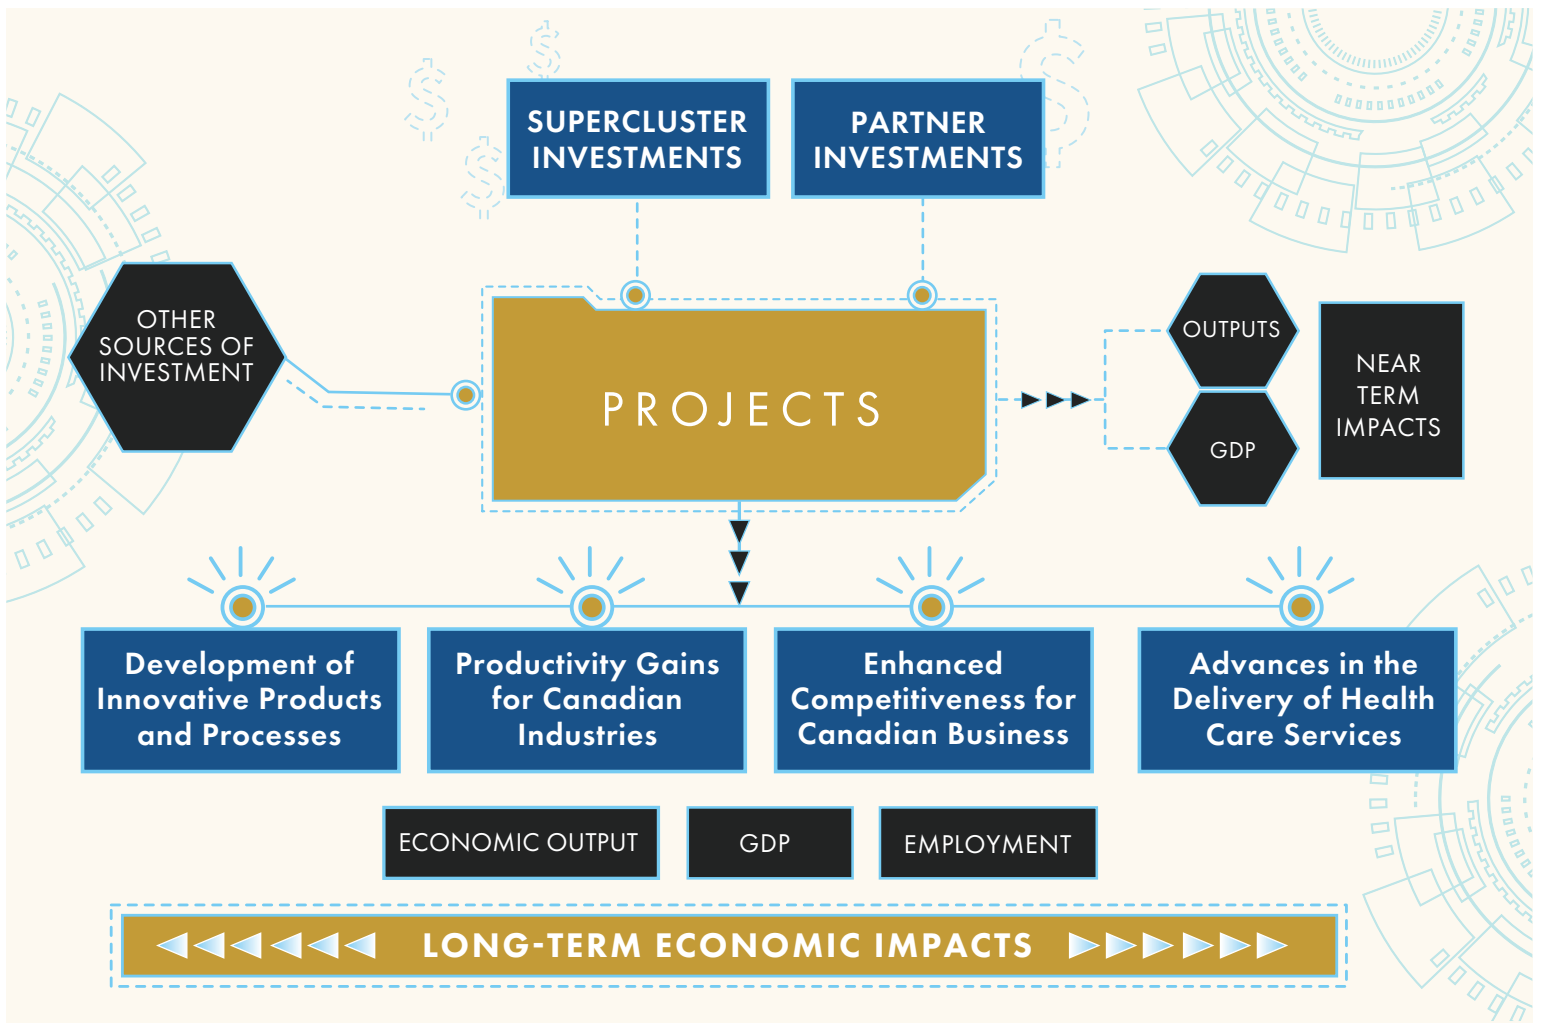 SUPERCLUSTER
INVESTMENTS
PARTNER
INVESTMENTS
OTHER
SOURCES OF
INVESTMENT
PROJECTS
OUTPUTS
GDP
NEAR
TERM
IMPACTS
Development of
Innovative Products
and Processes
Productivity Gains
for Canadian
Industries
Enhanced
Competitiveness for
Canadian Business
Advances in the
Delivery of Health
Care Services
ECONOMIC OUTPUT
GDP
EMPLOYMENT
LONG-TERM ECONOMIC IMPACTS